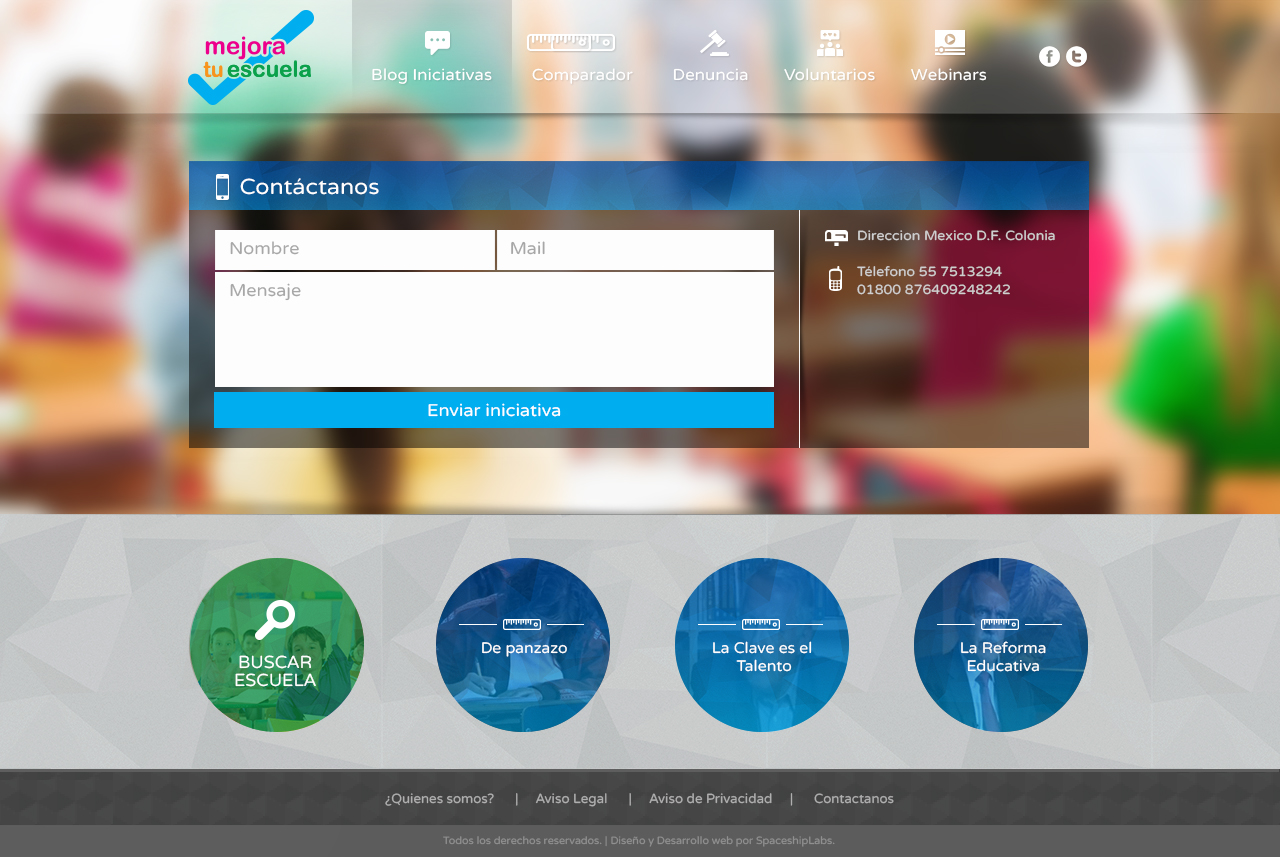 mejora
tu escuela
Blog Iniciativas
Comparador
Denuncia
Voluntarios
Webinars
Contáctanos
Nombre
Mail
Mensaje
Enviar iniciativa
Direccion Mexico D.F. Colonia
Télefono 55 7513294
01800 876409248242
BUSCAR
ESCUELA
De panzazo
La Clave es el
Talento
La Reforma
Educativa
¿Quienes somos? | Aviso Legal | Aviso de Privacidad | Contactanos
Todos los derechos reservados. | Diseño y Desarrollo web por SpaceshipLabs.